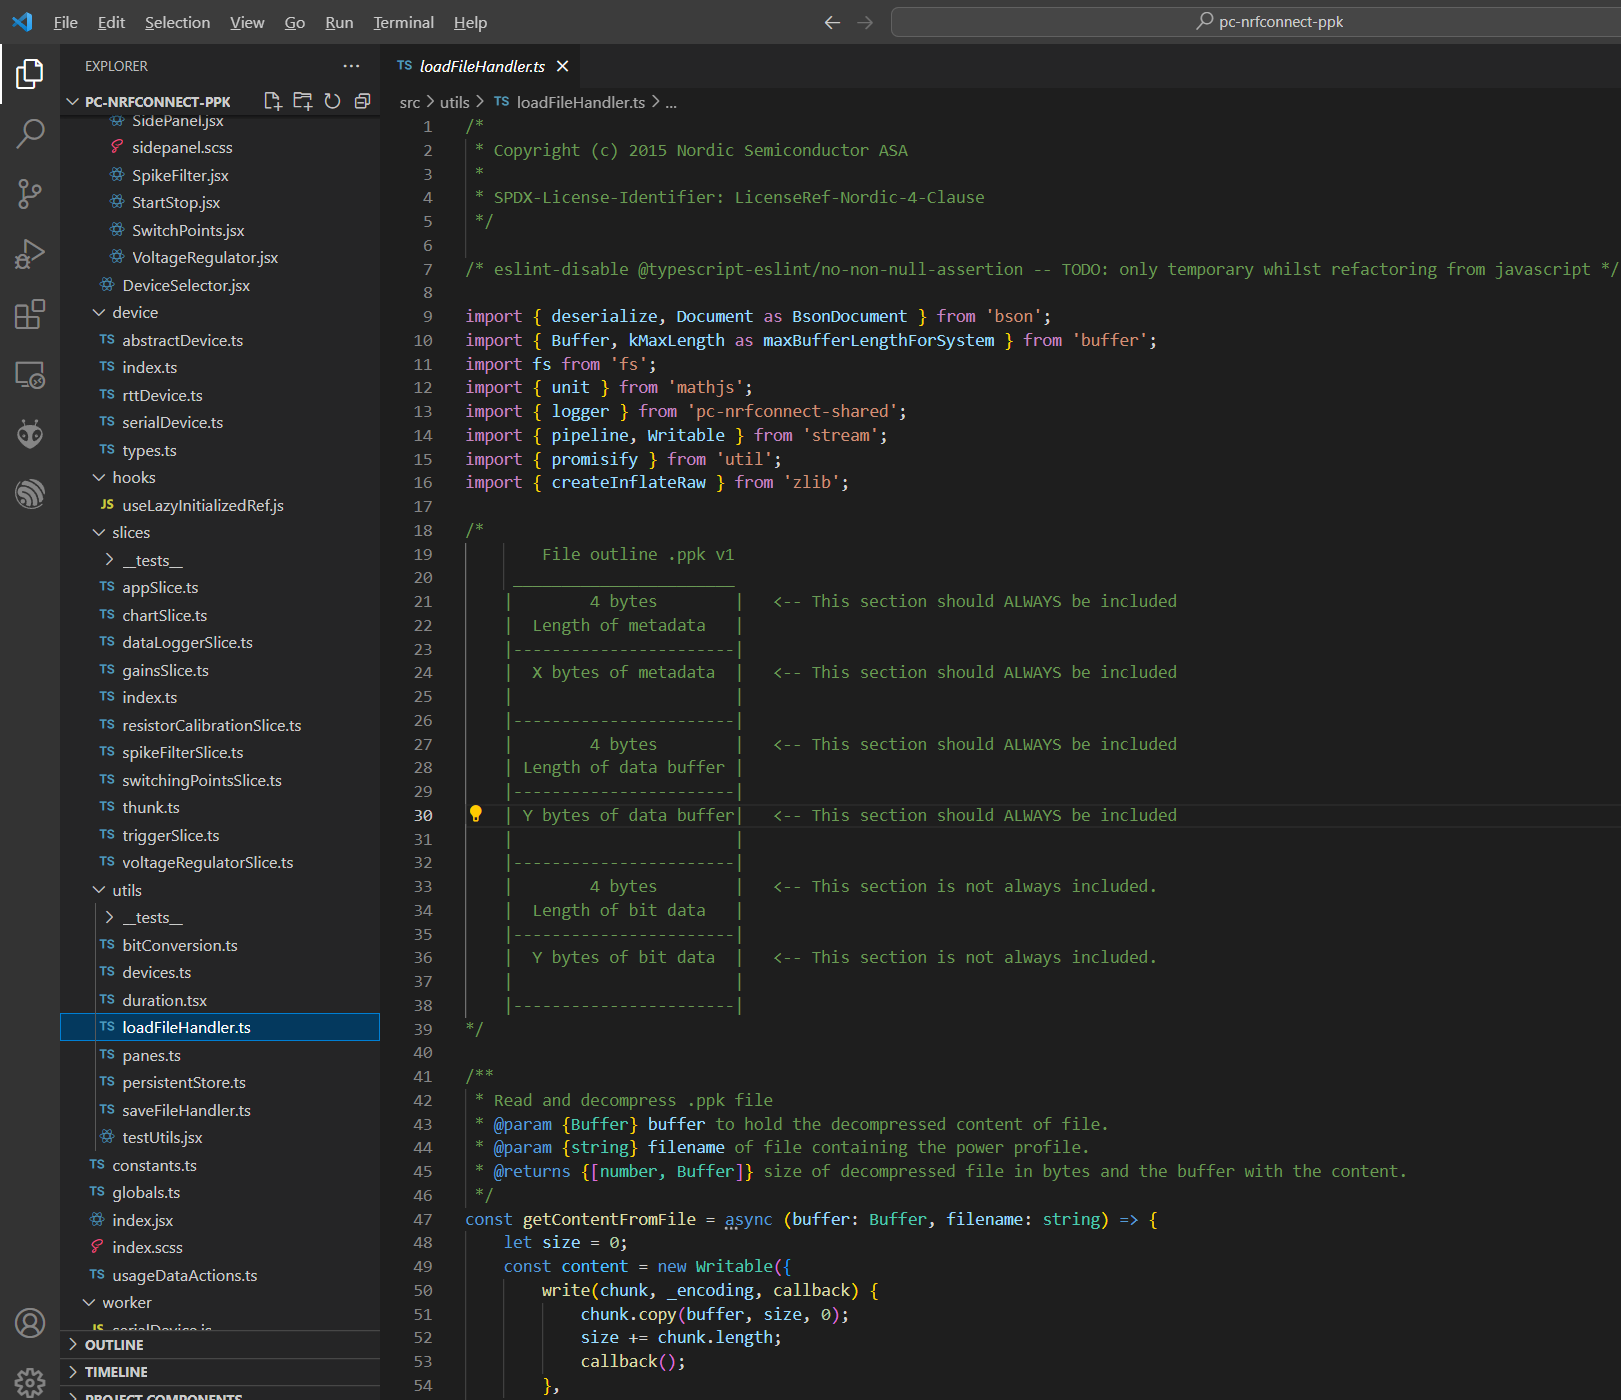 File Edit Selection View Go Run Terminal Help
pc-nrfconnect-ppk
EXPLORER
PC-NRFCONNECT-PPK
SidePanel.jsx
sidepanel.scss
SpikeFilter.jsx
StartStop.jsx
SwitchPoints.jsx
VoltageRegulator.jsx
DeviceSelector.jsx
device
TS abstractDevice.ts
TS index.ts
TS rttDevice.ts
TS serialDevice.ts
TS types.ts
hooks
JS useLazyInitializedRef.js
slices
__tests__
TS appSlice.ts
TS chartSlice.ts
TS dataLoggerSlice.ts
TS gainsSlice.ts
TS index.ts
TS resistorCalibrationSlice.ts
TS spikeFilterSlice.ts
TS switchingPointsSlice.ts
TS thunk.ts
TS triggerSlice.ts
TS voltageRegulatorSlice.ts
utils
__tests__
TS bitConversion.ts
TS devices.ts
TS duration.tsx
TS loadFileHandler.ts
TS panes.ts
TS persistentStore.ts
TS saveFileHandler.ts
testUtils.jsx
TS constants.ts
TS globals.ts
index.jsx
index.scss
TS usageDataActions.ts
worker
JS serialDevice.js
OUTLINE
TIMELINE
PROJECT COMPONENTS
TS loadFileHandler.ts
src > utils > TS loadFileHandler.ts > ...
1 /*
2 * Copyright (c) 2015 Nordic Semiconductor ASA
3 *
4 * SPDX-License-Identifier: LicenseRef-Nordic-4-Clause
5 */
6
7 /* eslint-disable @typescript-eslint/no-non-null-assertion -- TODO: only temporary whilst refactoring from javascript */
8
9 import { deserialize, Document as BsonDocument } from 'bson';
10 import { Buffer, kMaxLength as maxBufferLengthForSystem } from 'buffer';
11 import fs from 'fs';
12 import { unit } from 'mathjs';
13 import { logger } from 'pc-nrfconnect-shared';
14 import { pipeline, Writable } from 'stream';
15 import { promisify } from 'util';
16 import { createInflateRaw } from 'zlib';
17
18 /*
19 File outline .ppk v1
20 _______________________
21 | 4 bytes | <-- This section should ALWAYS be included
22 | Length of metadata |
23 |-----------------------|
24 | X bytes of metadata | <-- This section should ALWAYS be included
25 | |
26 |-----------------------|
27 | 4 bytes | <-- This section should ALWAYS be included
28 | Length of data buffer |
29 |-----------------------|
30 | Y bytes of data buffer| <-- This section should ALWAYS be included
31 | |
32 |-----------------------|
33 | 4 bytes | <-- This section is not always included.
34 | Length of bit data |
35 |-----------------------|
36 | Y bytes of bit data | <-- This section is not always included.
37 | |
38 |-----------------------|
39 */
40
41 /**
42 * Read and decompress .ppk file
43 * @param {Buffer} buffer to hold the decompressed content of file.
44 * @param {string} filename of file containing the power profile.
45 * @returns {[number, Buffer]} size of decompressed file in bytes and the buffer with the content.
46 */
47 const getContentFromFile = async (buffer: Buffer, filename: string) => {
48 let size = 0;
49 const content = new Writable({
50 write(chunk, _encoding, callback) {
51 chunk.copy(buffer, size, 0);
52 size += chunk.length;
53 callback();
54 },